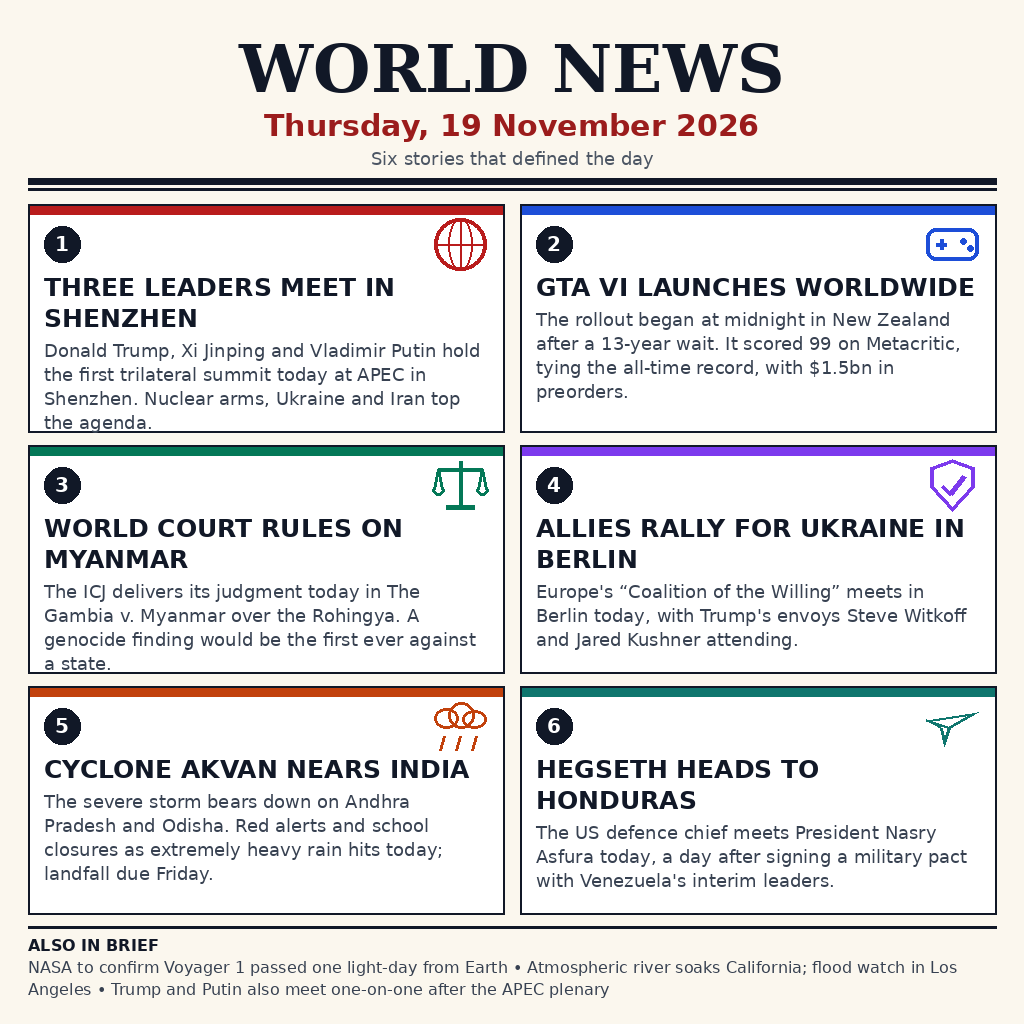 WORLD NEWS
Thursday, 19 November 2026
Six stories that defined the day
1
THREE LEADERS MEET IN
SHENZHEN
Donald Trump, Xi Jinping and Vladimir Putin hold
the first trilateral summit today at APEC in
Shenzhen. Nuclear arms, Ukraine and Iran top
the agenda.
2
GTA VI LAUNCHES WORLDWIDE
The rollout began at midnight in New Zealand
after a 13-year wait. It scored 99 on Metacritic,
tying the all-time record, with $1.5bn in
preorders.
3
WORLD COURT RULES ON
MYANMAR
The ICJ delivers its judgment today in The
Gambia v. Myanmar over the Rohingya. A
genocide finding would be the first ever against
a state.
4
ALLIES RALLY FOR UKRAINE IN
BERLIN
Europe's “Coalition of the Willing” meets in
Berlin today, with Trump's envoys Steve Witkoff
and Jared Kushner attending.
5
CYCLONE AKVAN NEARS INDIA
The severe storm bears down on Andhra
Pradesh and Odisha. Red alerts and school
closures as extremely heavy rain hits today;
landfall due Friday.
6
HEGSETH HEADS TO
HONDURAS
The US defence chief meets President Nasry
Asfura today, a day after signing a military pact
with Venezuela's interim leaders.
ALSO IN BRIEF
NASA to confirm Voyager 1 passed one light-day from Earth • Atmospheric river soaks California; flood watch in Los
Angeles • Trump and Putin also meet one-on-one after the APEC plenary